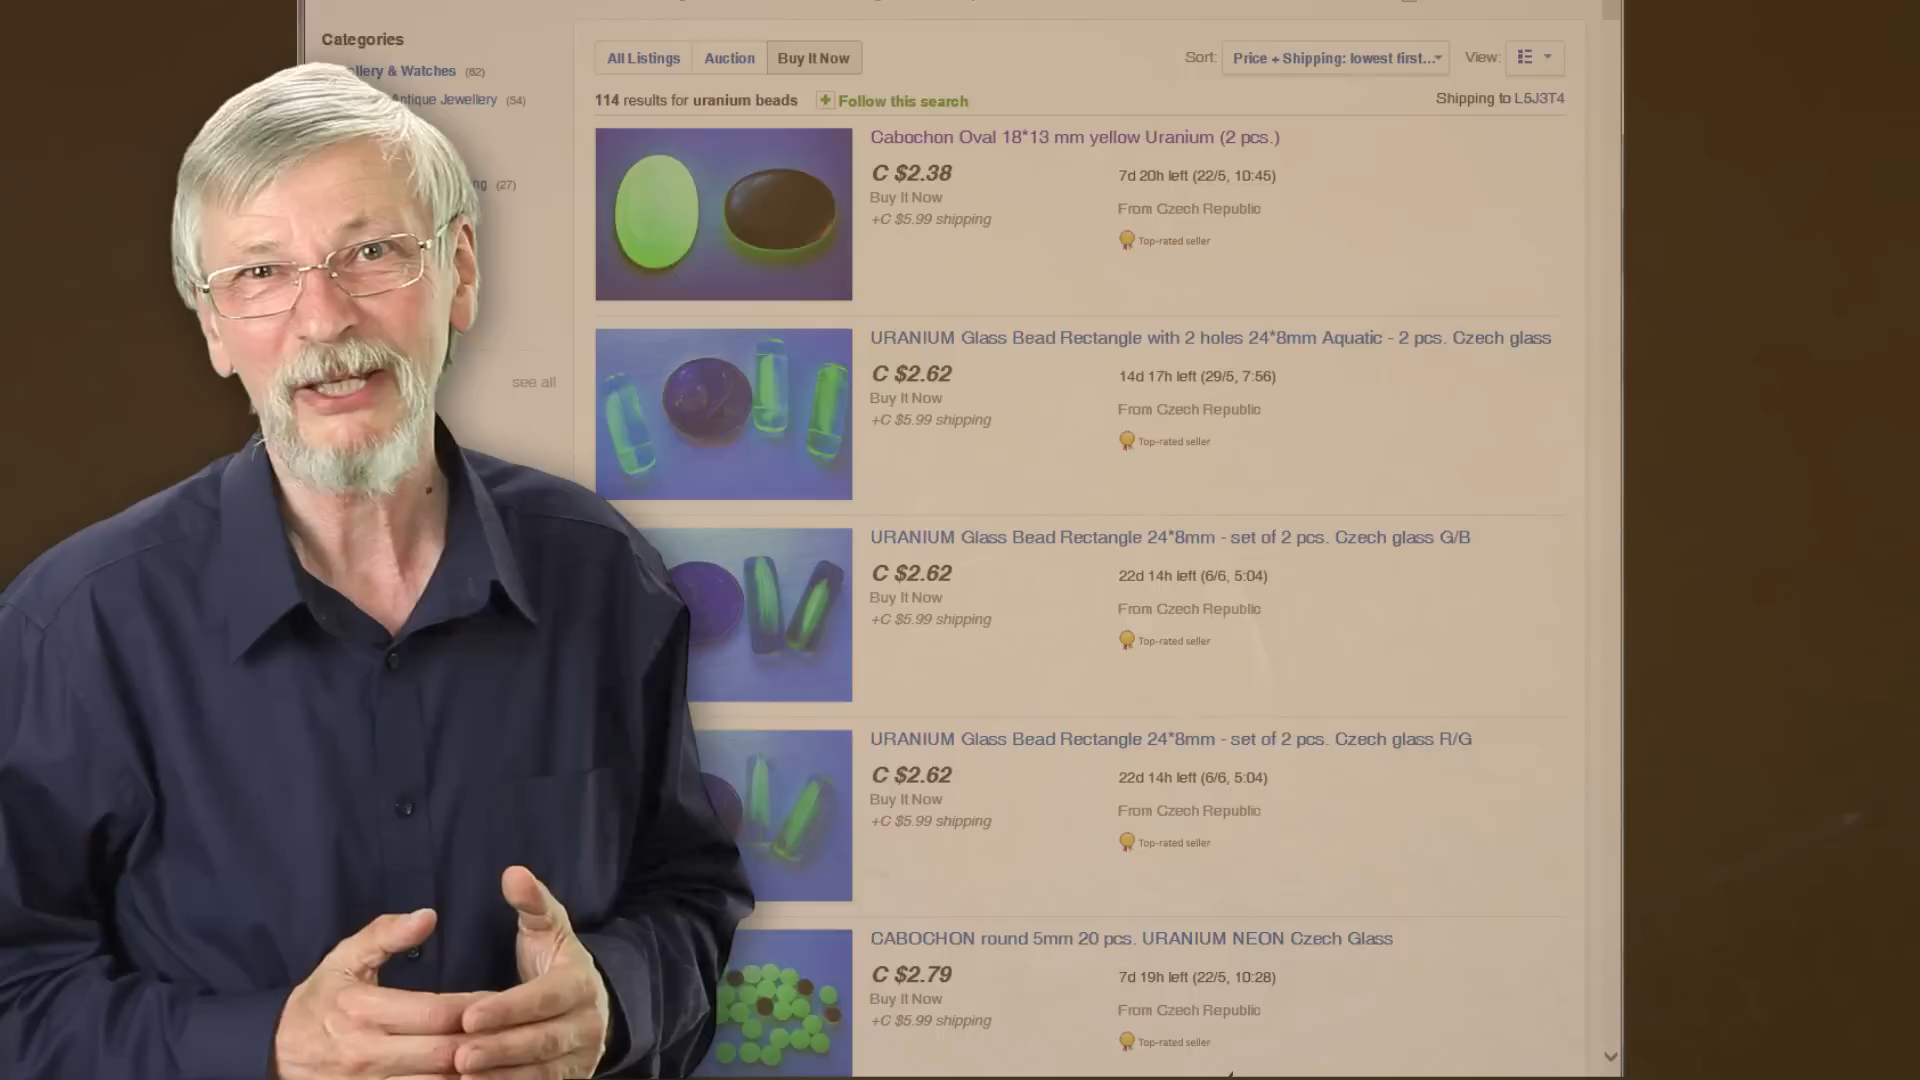 Categories
llery & Watches (62)
Antique Jewellery (54)
ng (27)
see all
All Listings Auction Buy It Now
Sort: Price + Shipping: lowest first... View:
114 results for uranium beads + Follow this search
Shipping to L5J3T4
Cabochon Oval 18*13 mm yellow Uranium (2 pcs.)
C $2.38 7d 20h left (22/5, 10:45)
Buy It Now From Czech Republic
+C $5.99 shipping
Top-rated seller
URANIUM Glass Bead Rectangle with 2 holes 24*8mm Aquatic - 2 pcs. Czech glass
C $2.62 14d 17h left (29/5, 7:56)
Buy It Now From Czech Republic
+C $5.99 shipping
Top-rated seller
URANIUM Glass Bead Rectangle 24*8mm - set of 2 pcs. Czech glass G/B
C $2.62 22d 14h left (6/6, 5:04)
Buy It Now From Czech Republic
+C $5.99 shipping
Top-rated seller
URANIUM Glass Bead Rectangle 24*8mm - set of 2 pcs. Czech glass R/G
C $2.62 22d 14h left (6/6, 5:04)
Buy It Now From Czech Republic
+C $5.99 shipping
Top-rated seller
CABOCHON round 5mm 20 pcs. URANIUM NEON Czech Glass
C $2.79 7d 19h left (22/5, 10:28)
Buy It Now From Czech Republic
+C $5.99 shipping
Top-rated seller